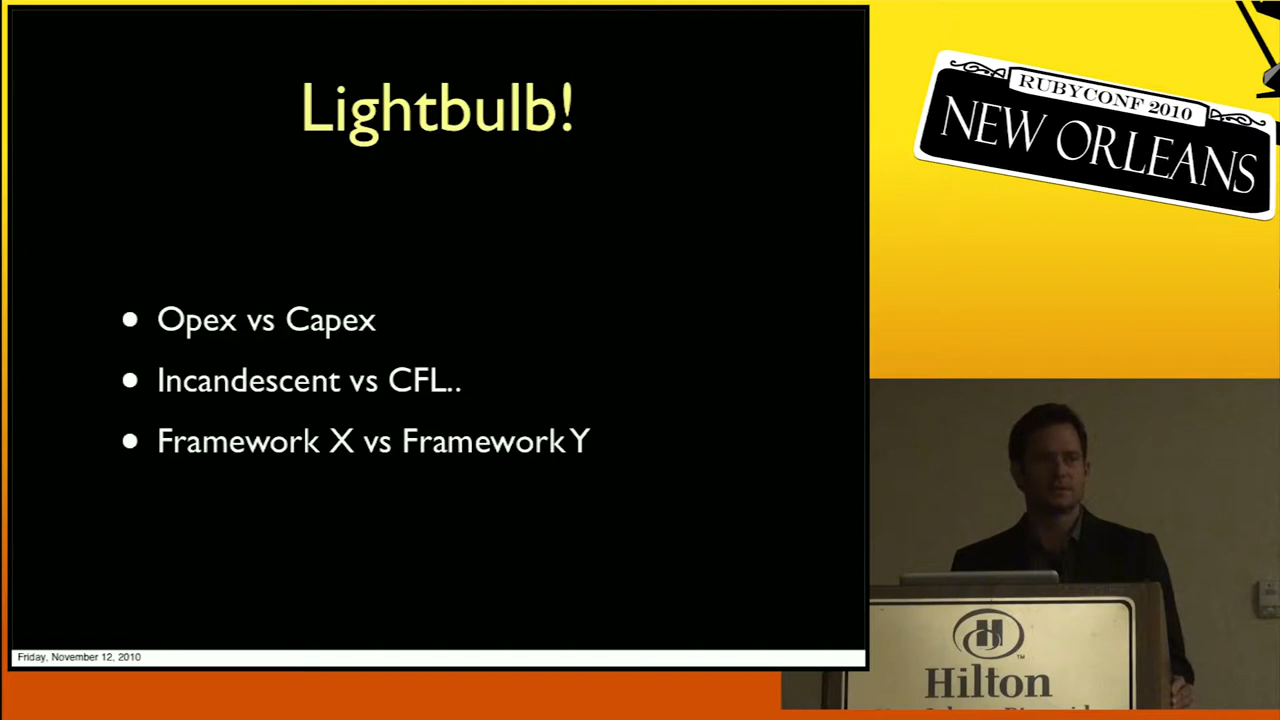 Lightbulb!
Opex vs Capex
Incandescent vs CFL..
Framework X vs Framework Y
Friday, November 12, 2010
RUBYCONF 2010
NEW ORLEANS
Hilton